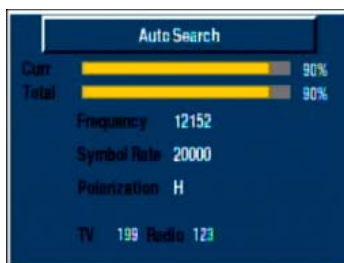 Auto Search
Curr 90%
Total 90%
Frequency 12152
Symbol Rate 20000
Polarization H
TV 199 Radio 123